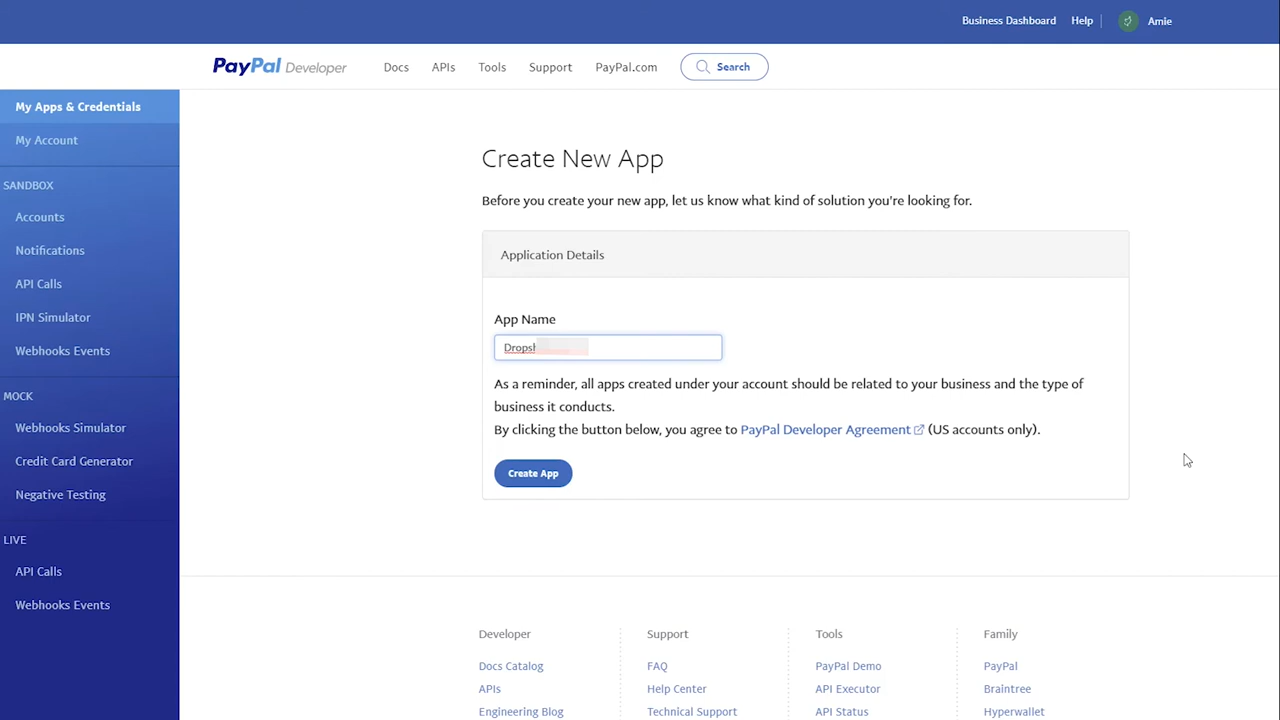 Business Dashboard Help Amie
PayPal Developer Docs APIs Tools Support PayPal.com Search
My Apps & Credentials
My Account
SANDBOX
Accounts
Notifications
API Calls
IPN Simulator
Webhooks Events
MOCK
Webhooks Simulator
Credit Card Generator
Negative Testing
LIVE
API Calls
Webhooks Events
Create New App
Before you create your new app, let us know what kind of solution you're looking for.
Application Details
App Name
As a reminder, all apps created under your account should be related to your business and the type of
business it conducts.
By clicking the button below, you agree to PayPal Developer Agreement (US accounts only).
Create App
Developer
Docs Catalog
APIs
Engineering Blog
Support
FAQ
Help Center
Technical Support
Tools
PayPal Demo
API Executor
API Status
Family
PayPal
Braintree
Hyperwallet